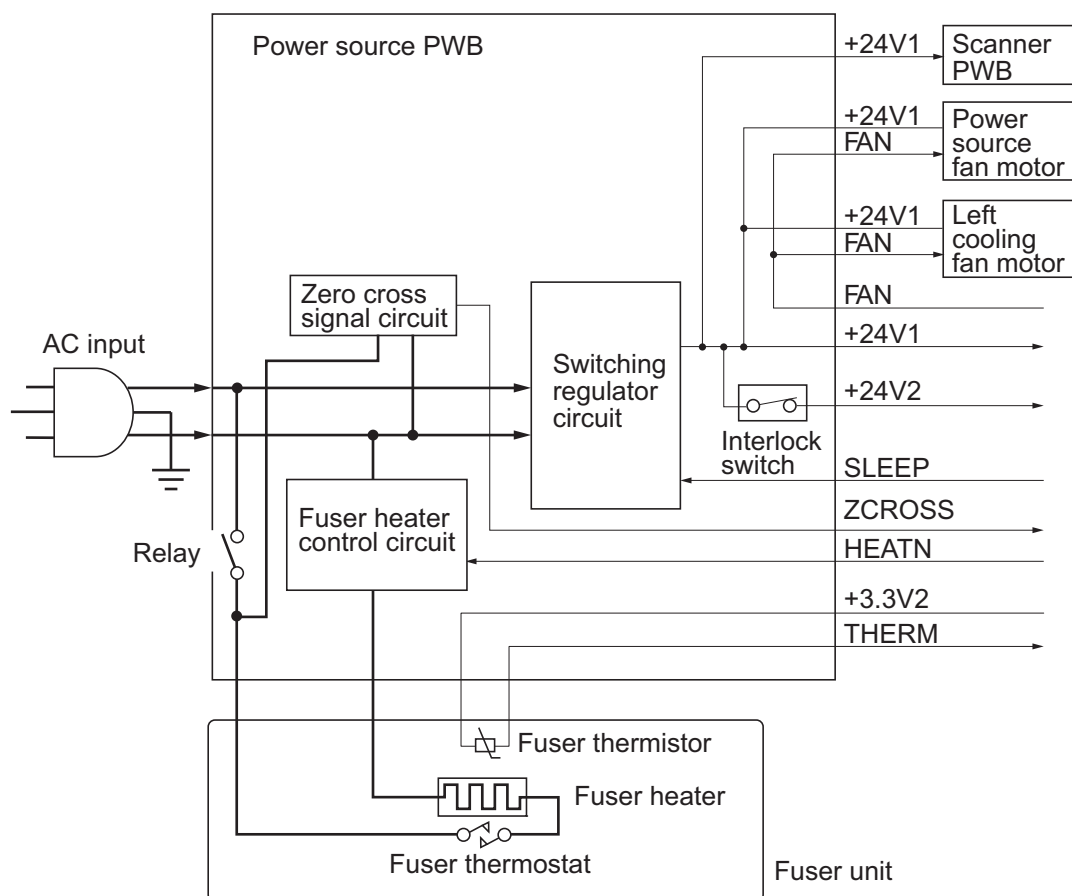 Power source PWB
+24V1
Scanner
PWB
+24V1
FAN
Power
source
fan motor
+24V1
FAN
Left
cooling
fan motor
Zero cross
signal circuit
FAN
AC input
+24V1
Switching
regulator
circuit
+24V2
Interlock
switch
SLEEP
ZCROSS
Fuser heater
control circuit
Relay
HEATN
+3.3V2
THERM
Fuser thermistor
Fuser heater
Fuser thermostat
Fuser unit